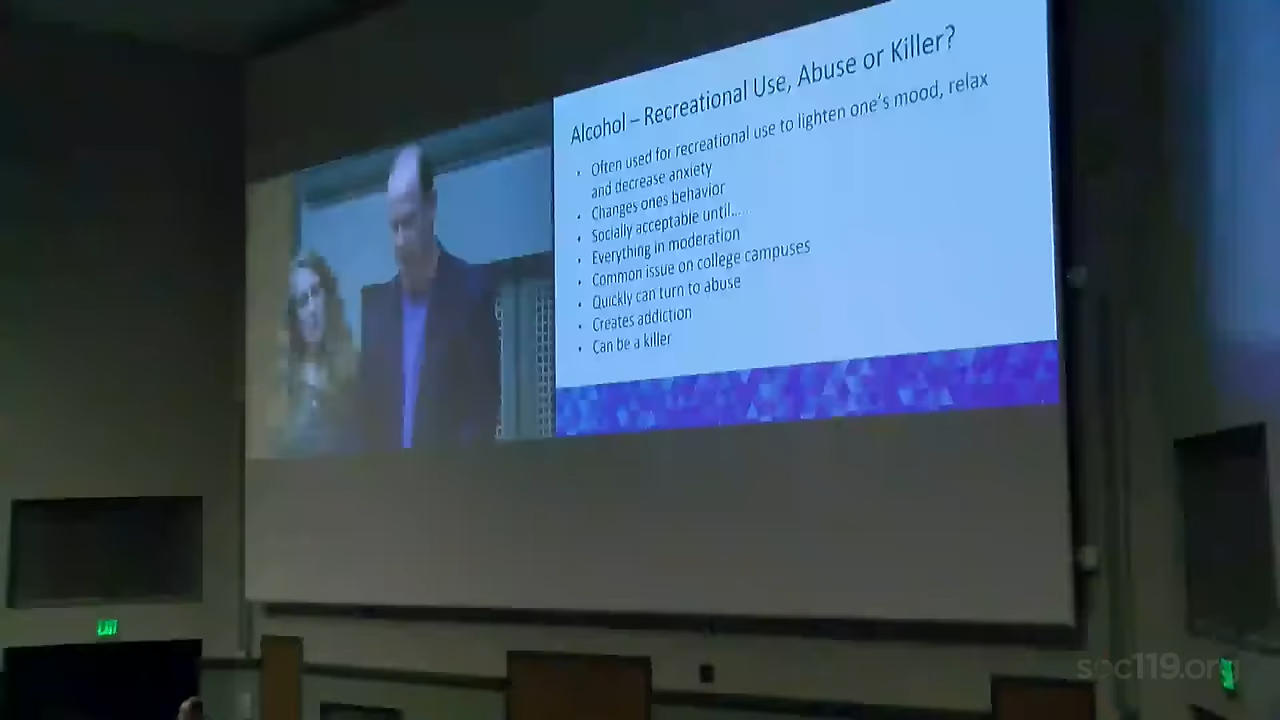 Alcohol – Recreational Use, Abuse or Killer?
• Often used for recreational use to lighten one's mood, relax
and decrease anxiety
• Changes ones behavior
• Socially acceptable until....
• Everything in moderation
• Common issue on college campuses
• Quickly can turn to abuse
• Creates addiction
• Can be a killer
EXIT
soc119.org